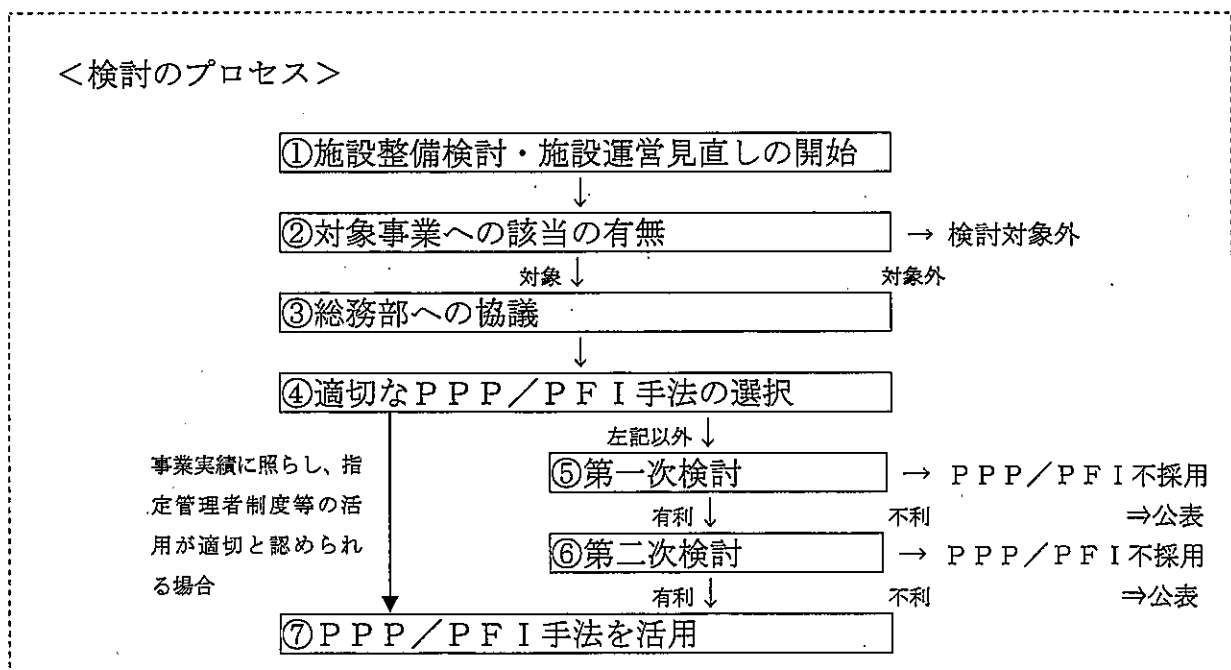 ＜検討のプロセス＞
①施設整備検討・施設運営見直しの開始
↓
②対象事業への該当の有無 → 検討対象外
対象 ↓ 対象外
③総務部への協議
↓
④適切なＰＰＰ／ＰＦＩ手法の選択
左記以外 ↓
事業実績に照らし、指
定管理者制度等の活
用が適切と認められ
る場合
⑤第一次検討 → ＰＰＰ／ＰＦＩ不採用
有利 ↓ 不利 ⇒公表
⑥第二次検討 → ＰＰＰ／ＰＦＩ不採用
有利 ↓ 不利 ⇒公表
⑦ＰＰＰ／ＰＦＩ手法を活用